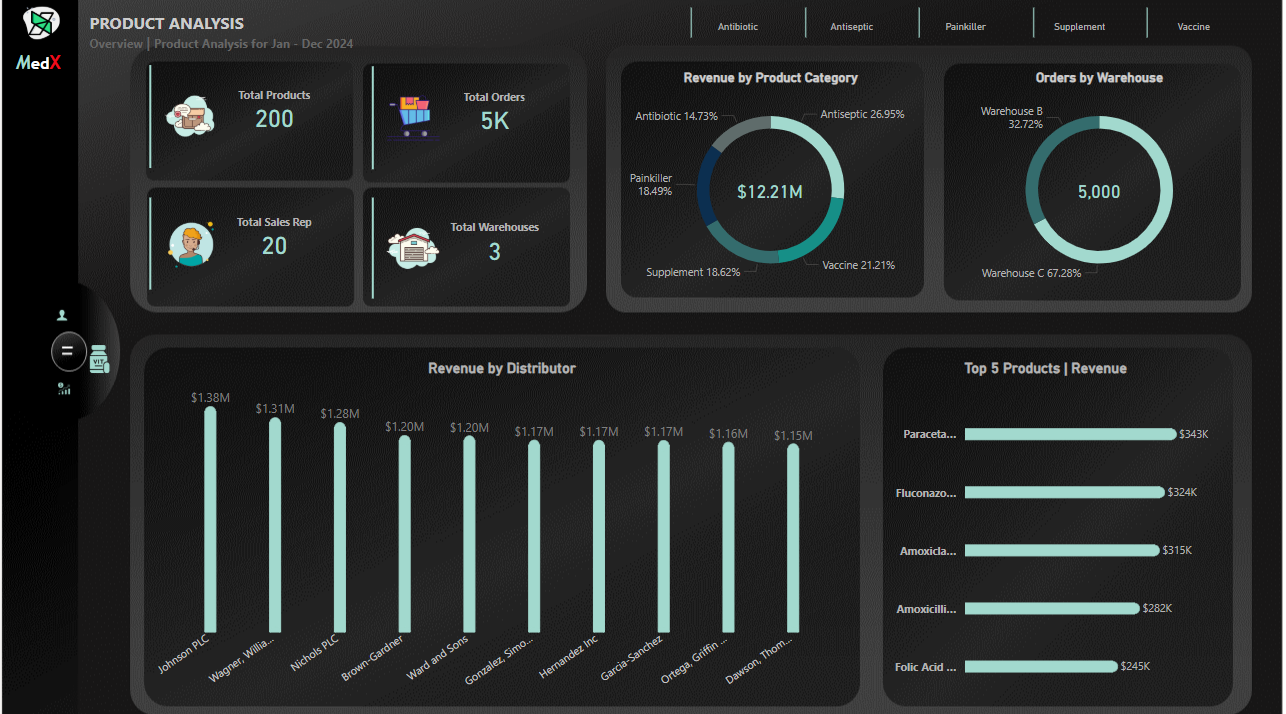 MedX
PRODUCT ANALYSIS
Overview | Product Analysis for Jan - Dec 2024
Antibiotic
Antiseptic
Painkiller
Supplement
Vaccine
Total Products
200
Total Orders
5K
Total Sales Rep
20
Total Warehouses
3
Revenue by Product Category
Antibiotic 14.73%
Antiseptic 26.95%
Painkiller
18.49%
$12.21M
Supplement 18.62%
Vaccine 21.21%
Orders by Warehouse
Warehouse B
32.72%
5,000
Warehouse C 67.28%
VIT
Revenue by Distributor
$1.38M
$1.31M
$1.28M
$1.20M
$1.20M
$1.17M
$1.17M
$1.17M
$1.16M
$1.15M
Johnson PLC
Wagner, Willia...
Nichols PLC
Brown-Gardner
Ward and Sons
Gonzalez, Simo...
Hernandez Inc
Garcia-Sanchez
Ortega, Griffin ...
Dawson, Thom...
Top 5 Products | Revenue
Paraceta... $343K
Fluconazo... $324K
Amoxicla... $315K
Amoxicilli... $282K
Folic Acid ... $245K